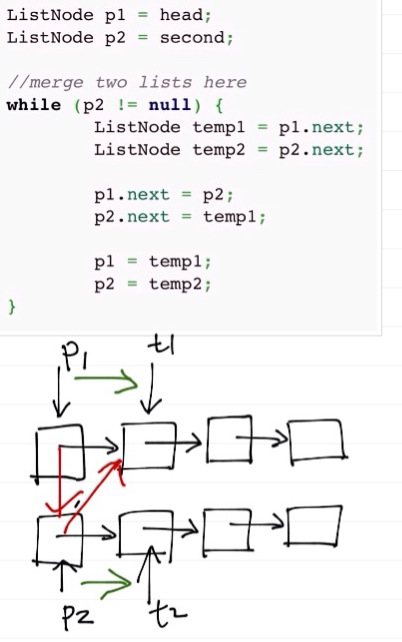 ListNode p1 = head;
ListNode p2 = second;
//merge two lists here
while (p2 != null) {
ListNode temp1 = p1.next;
ListNode temp2 = p2.next;
p1.next = p2;
p2.next = temp1;
p1 = temp1;
p2 = temp2;
}
P1 t1
P2 t2